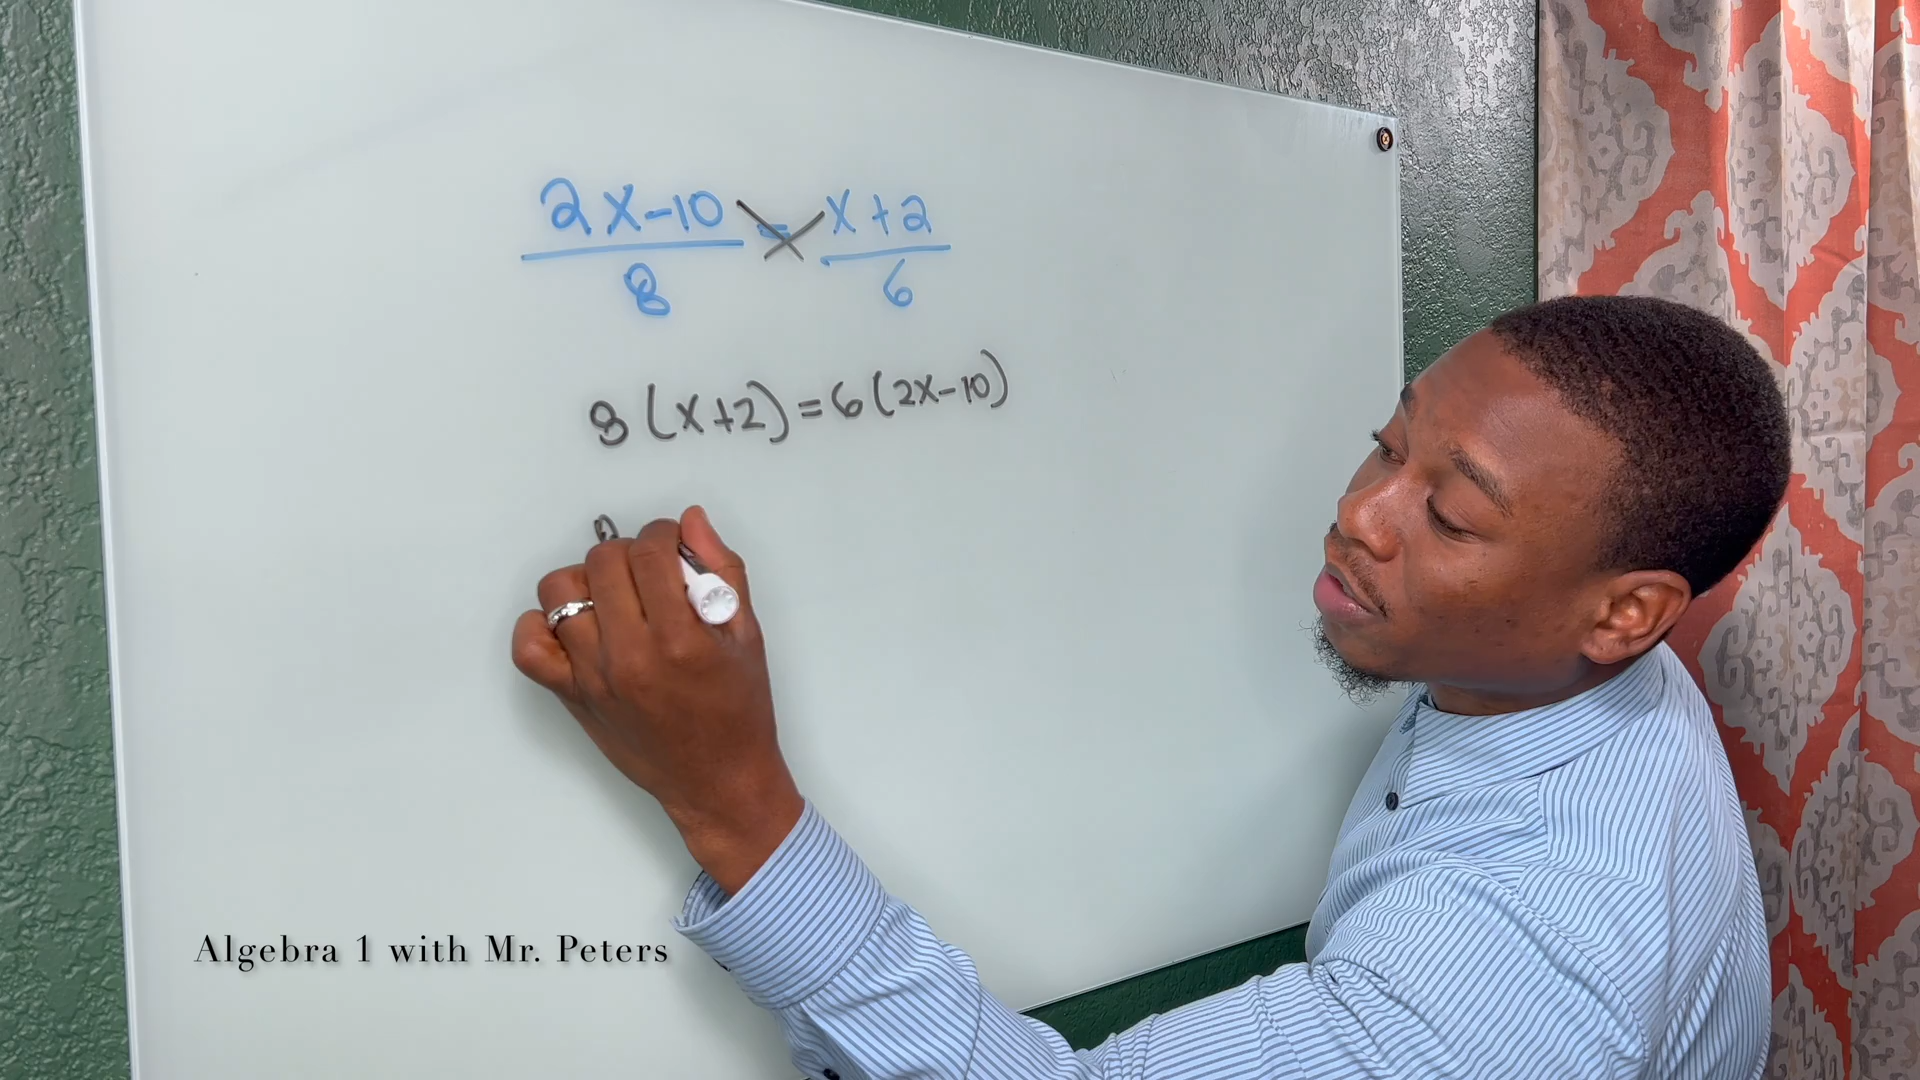 2x-10 = x+2
8 6
8(x+2)=6(2x-10)
Algebra 1 with Mr. Peters